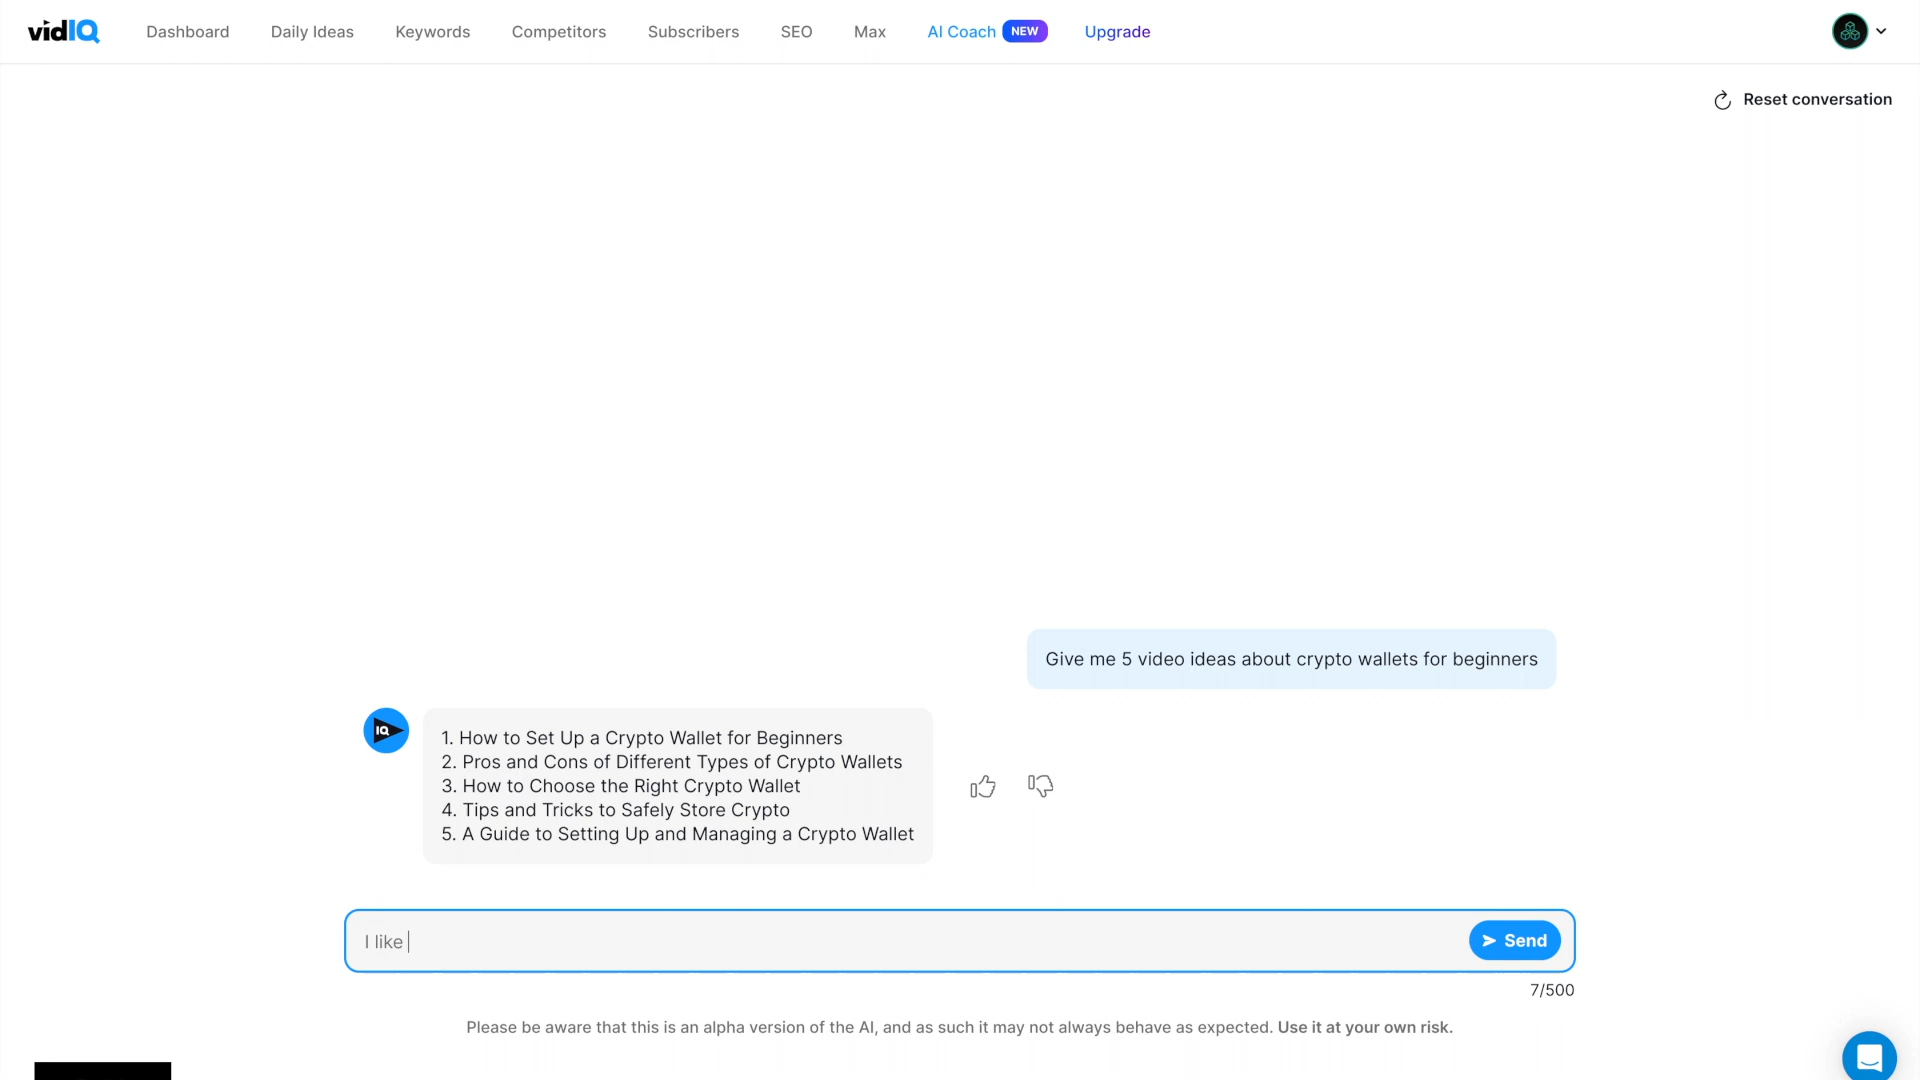 vidIQ
Dashboard
Daily Ideas
Keywords
Competitors
Subscribers
SEO
Max
AI Coach NEW
Upgrade
Reset conversation
Give me 5 video ideas about crypto wallets for beginners
IQ
1. How to Set Up a Crypto Wallet for Beginners
2. Pros and Cons of Different Types of Crypto Wallets
3. How to Choose the Right Crypto Wallet
4. Tips and Tricks to Safely Store Crypto
5. A Guide to Setting Up and Managing a Crypto Wallet
I like
Send
7/500
Please be aware that this is an alpha version of the AI, and as such it may not always behave as expected. Use it at your own risk.